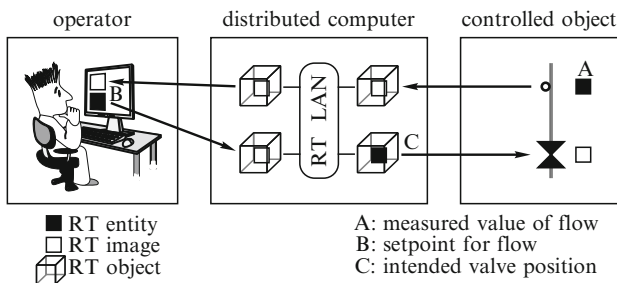 operator
distributed computer
controlled object
A
B
RT LAN
C
RT entity
RT image
RT object
A: measured value of flow
B: setpoint for flow
C: intended valve position